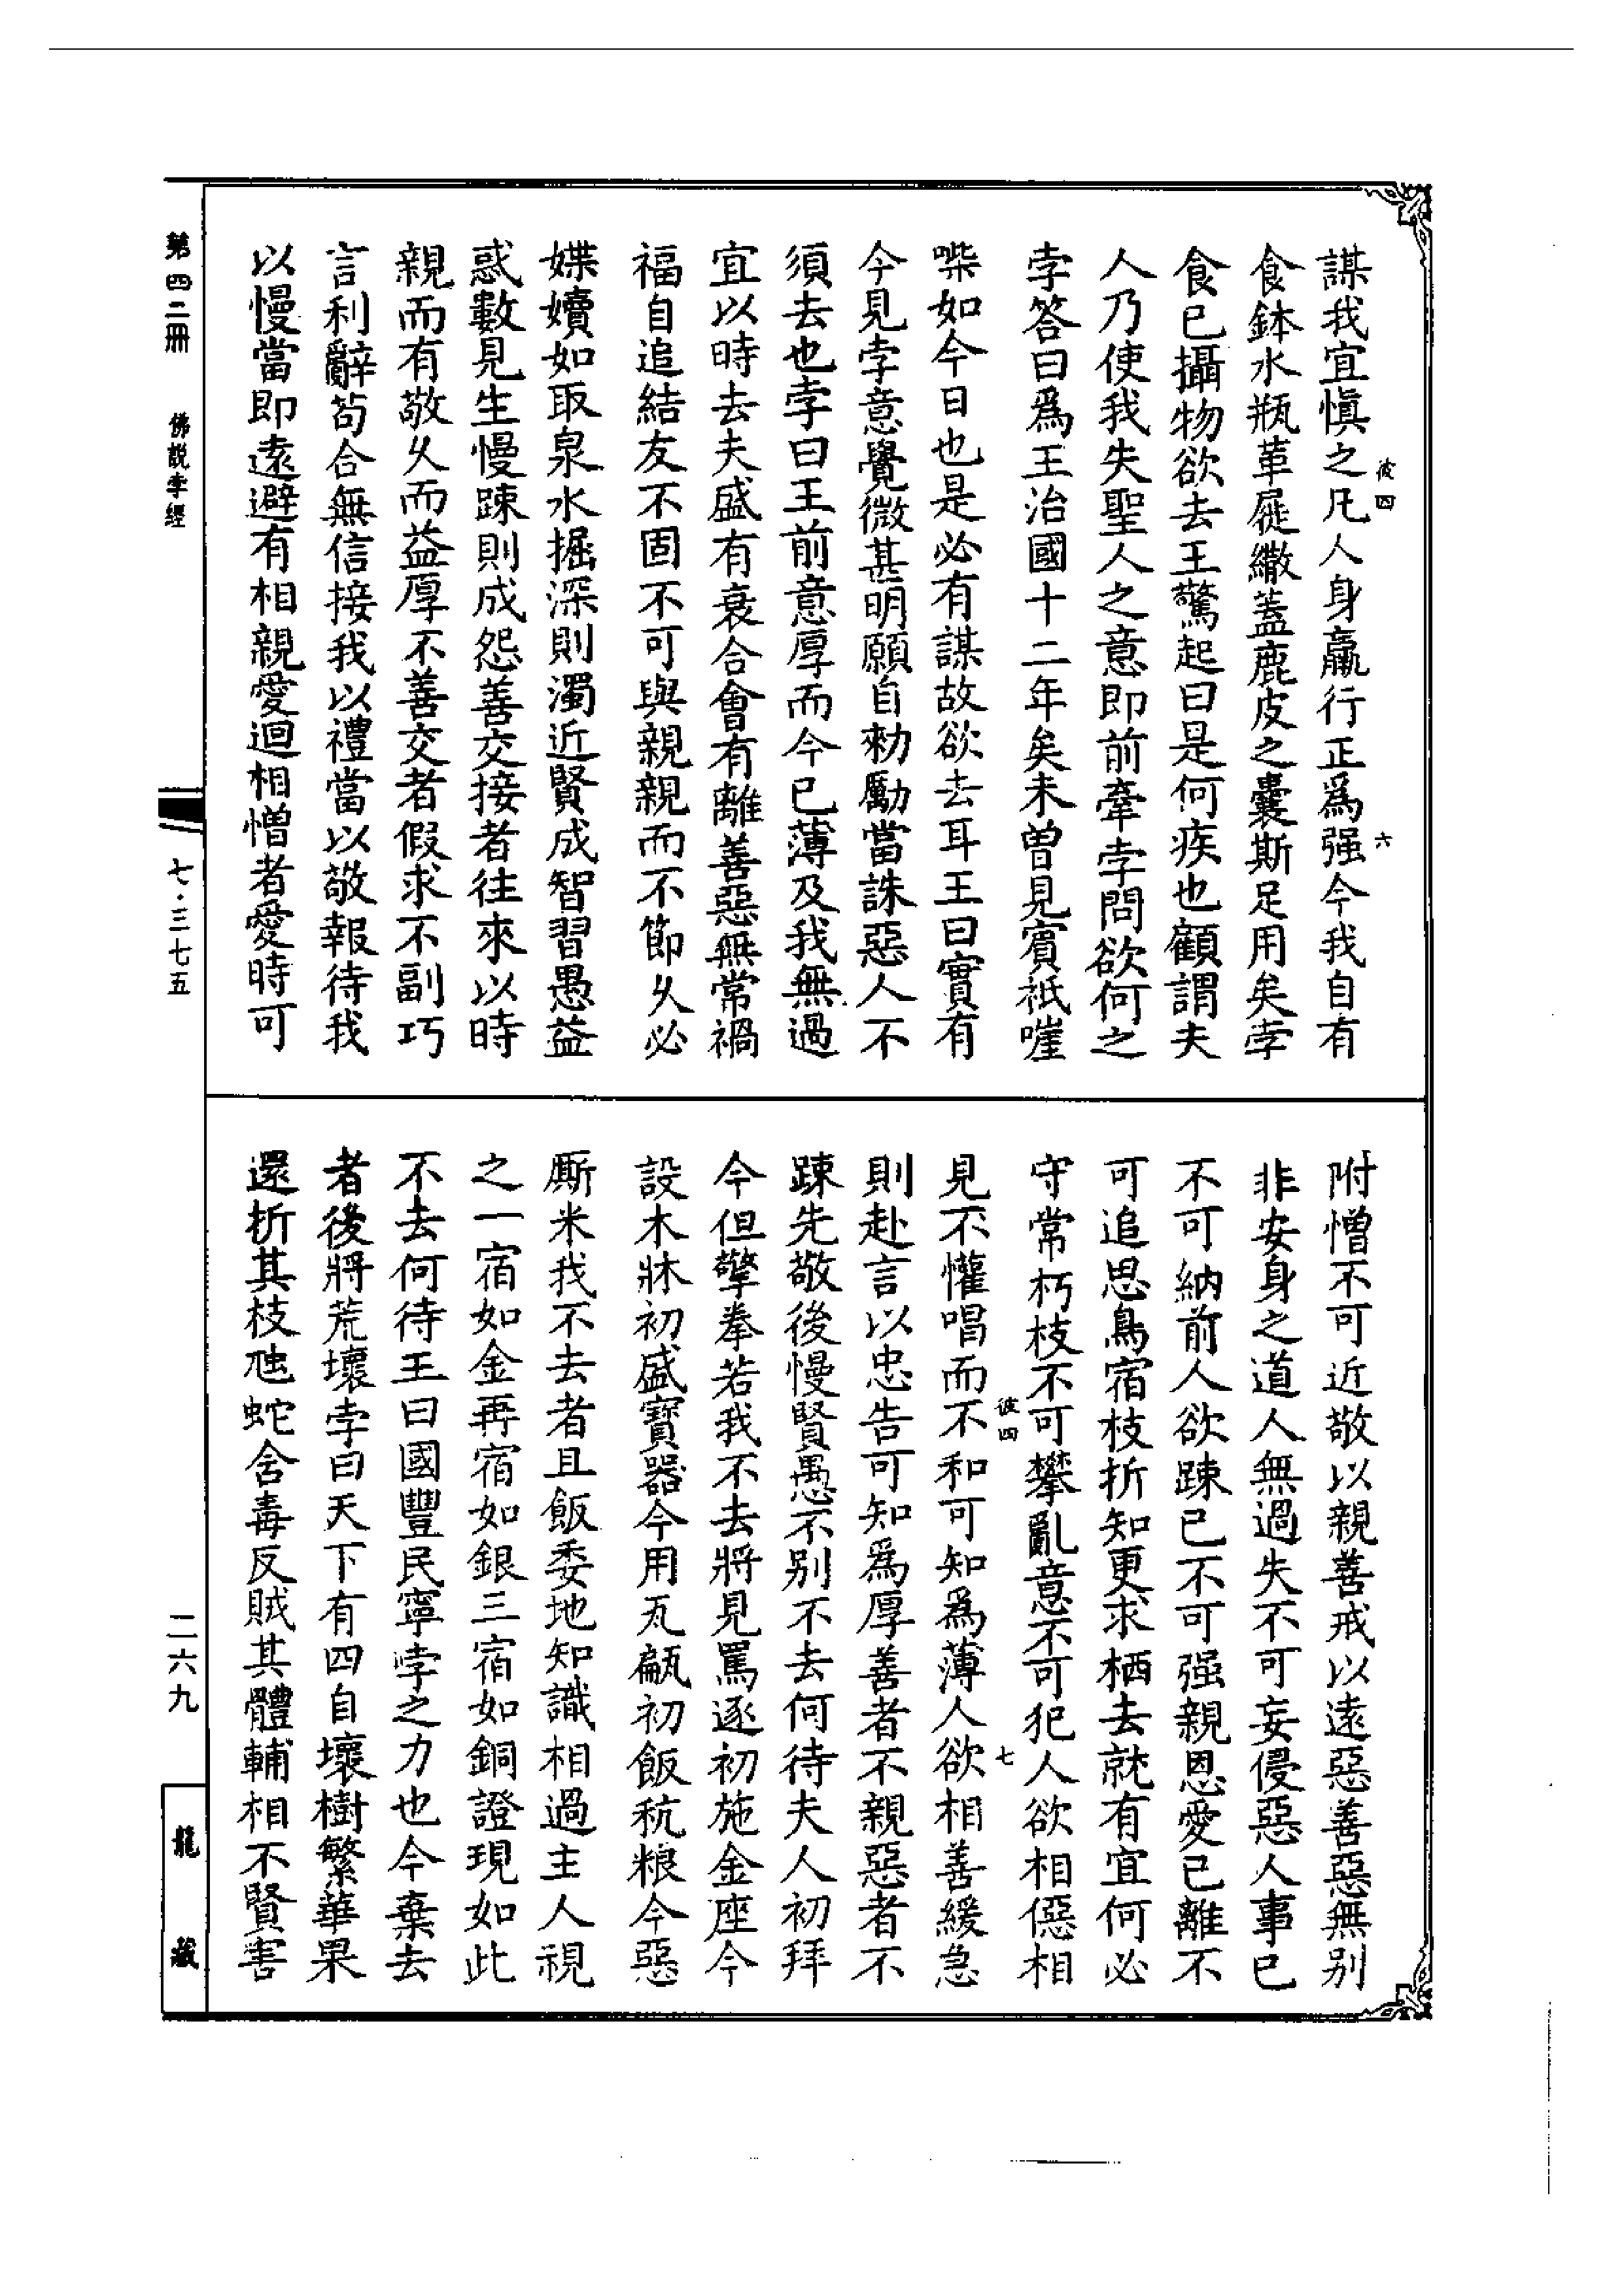 謀我宜愼之凡人身羸行正爲强今我自有
彼四
六
食鉢水瓶革屣繖蓋鹿皮之囊斯足用矣孛
食已攝物欲去王驚起曰是何疾也顧謂夫
人乃使我失聖人之意即前牽孛問欲何之
孛答曰爲王治國十二年矣未曾見賓祇嘊
喍如今日也是必有謀故欲去耳王曰實有
今見孛意覺微甚明願自勑勵當誅惡人不
須去也孛曰王前意厚而今已薄及我無過
宜以時去夫盛有衰合會有離善惡無常禍
福自追結友不固不可與親親而不節乆必
媟嬻如取泉水掘深則濁近賢成智習愚益
惑數見生慢踈則成怨善交接者往來以時
親而有敬乆而益厚不善交者假求不副巧
言利辭苟合無信接我以禮當以敬報待我
以慢當即遠避有相親愛迴相憎者愛時可
附憎不可近敬以親善戒以遠惡善惡無别
非安身之道人無過失不可妄侵惡人事已
不可納前人欲踈已不可强親恩愛已離不
可追思鳥宿枝折知更求栖去就有宜何必
守常朽枝不可攀亂意不可犯人欲相僫相
見不懽唱而不和可知爲薄人欲相善緩急
彼四
七
則赴言以忠告可知爲厚善者不親惡者不
踈先敬後慢賢愚不别不去何待夫人初拜
今但擎拳若我不去將見罵逐初施金座今
設木牀初盛寶器今用瓦甂初飯秔粮今惡
厮米我不去者且飯委地知識相過主人視
之一宿如金再宿如銀三宿如銅證現如此
不去何待王曰國豐民寧孛之力也今棄去
者後將荒壞孛曰天下有四自壞樹繁華果
還折其枝虺蛇含毒反賊其體輔相不賢害
第四二冊
佛説孛經
七·三七五
二六九
龍藏